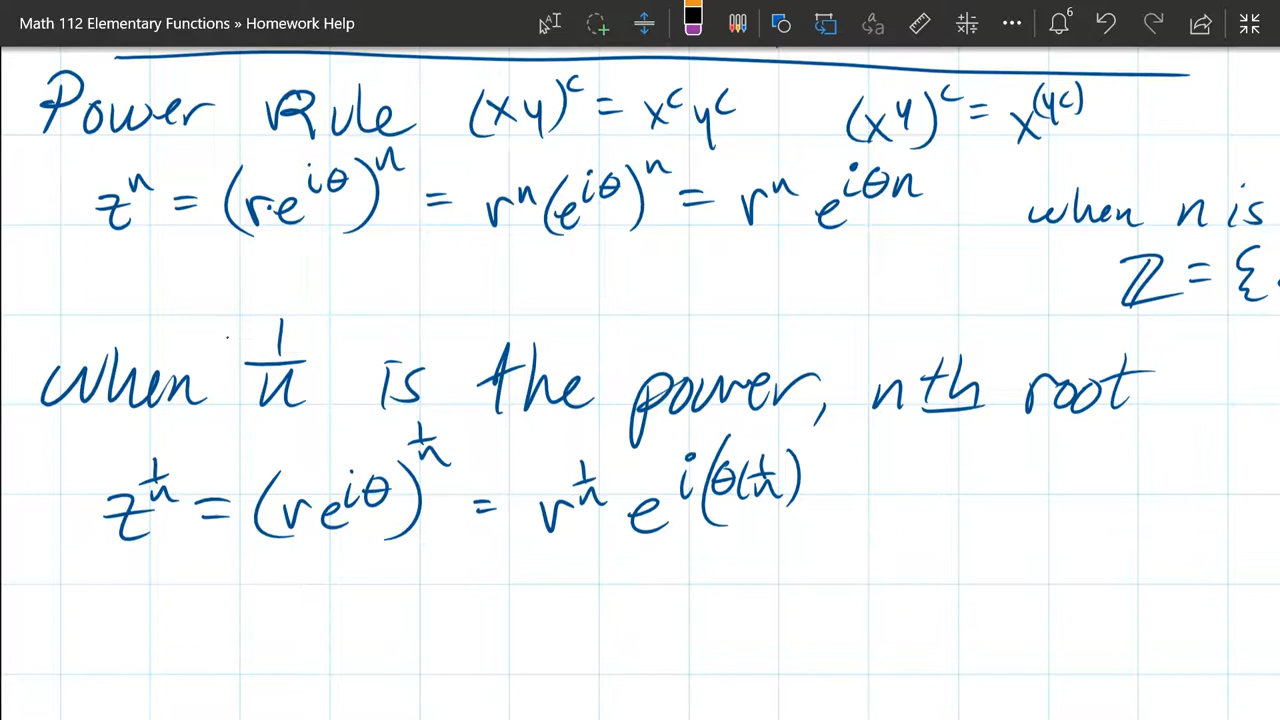 Math 112 Elementary Functions » Homework Help
6
Power Rule (xy)^c = x^c y^c (x^y)^c = x^(yc)
z^n = (r·e^{iθ})^n = r^n (e^{iθ})^n = r^n e^{iθn}
when n is
ℤ = {
When 1/n is the power, nth root
z^{1/n} = (re^{iθ})^{1/n} = r^{1/n} e^{i(θ(1/n)}